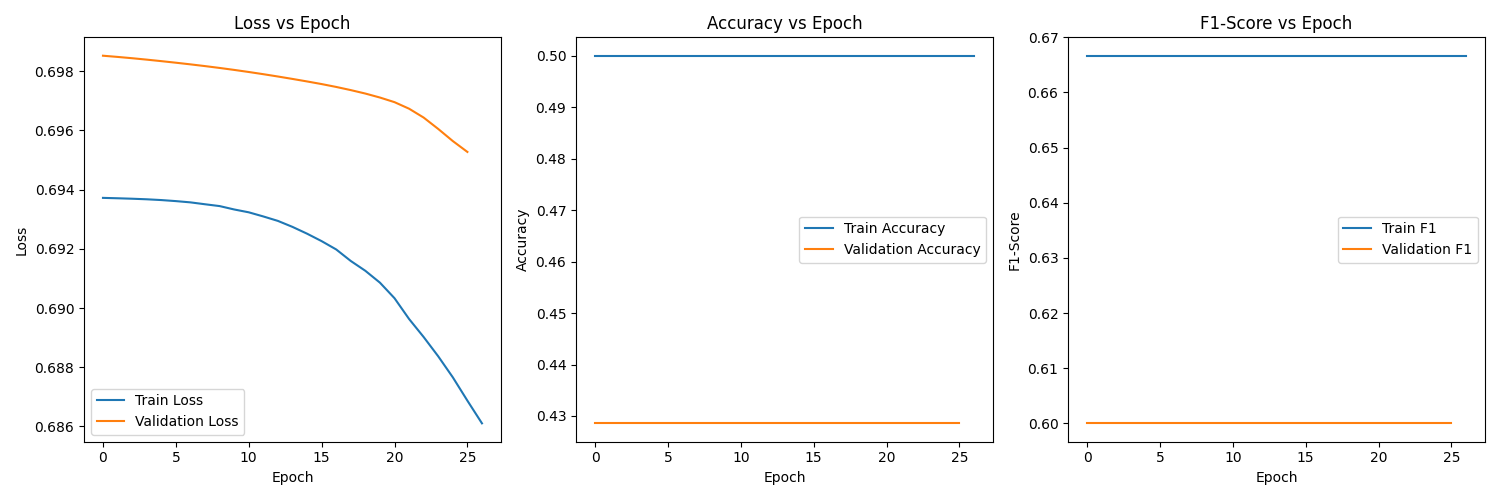 Loss vs Epoch
0.698
0.696
0.694
0.692
0.690
0.688
0.686
Loss
Train Loss
Validation Loss
0 5 10 15 20 25
Epoch
Accuracy vs Epoch
0.50
0.49
0.48
0.47
0.46
0.45
0.44
0.43
Accuracy
Train Accuracy
Validation Accuracy
0 5 10 15 20 25
Epoch
F1-Score vs Epoch
0.67
0.66
0.65
0.64
0.63
0.62
0.61
0.60
F1-Score
Train F1
Validation F1
0 5 10 15 20 25
Epoch